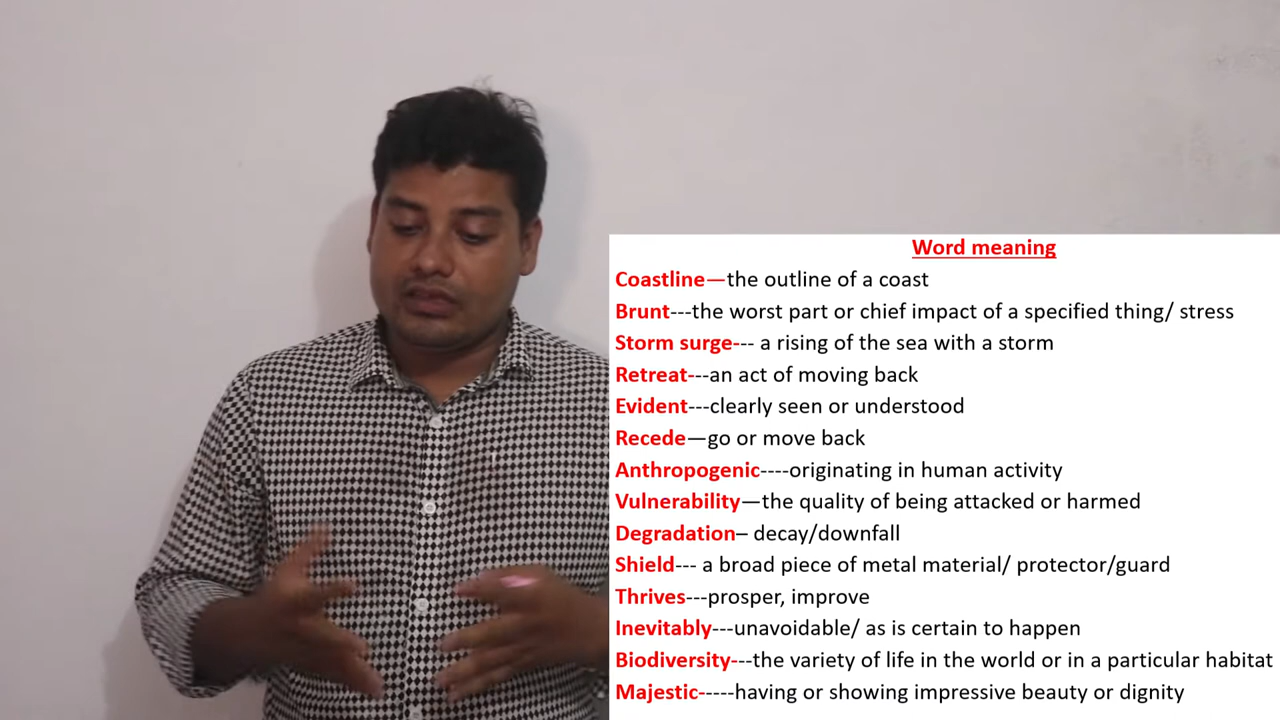 Word meaning
Coastline—the outline of a coast
Brunt---the worst part or chief impact of a specified thing/ stress
Storm surge--- a rising of the sea with a storm
Retreat---an act of moving back
Evident---clearly seen or understood
Recede—go or move back
Anthropogenic----originating in human activity
Vulnerability—the quality of being attacked or harmed
Degradation– decay/downfall
Shield--- a broad piece of metal material/ protector/guard
Thrives---prosper, improve
Inevitably---unavoidable/ as is certain to happen
Biodiversity---the variety of life in the world or in a particular habitat
Majestic-----having or showing impressive beauty or dignity